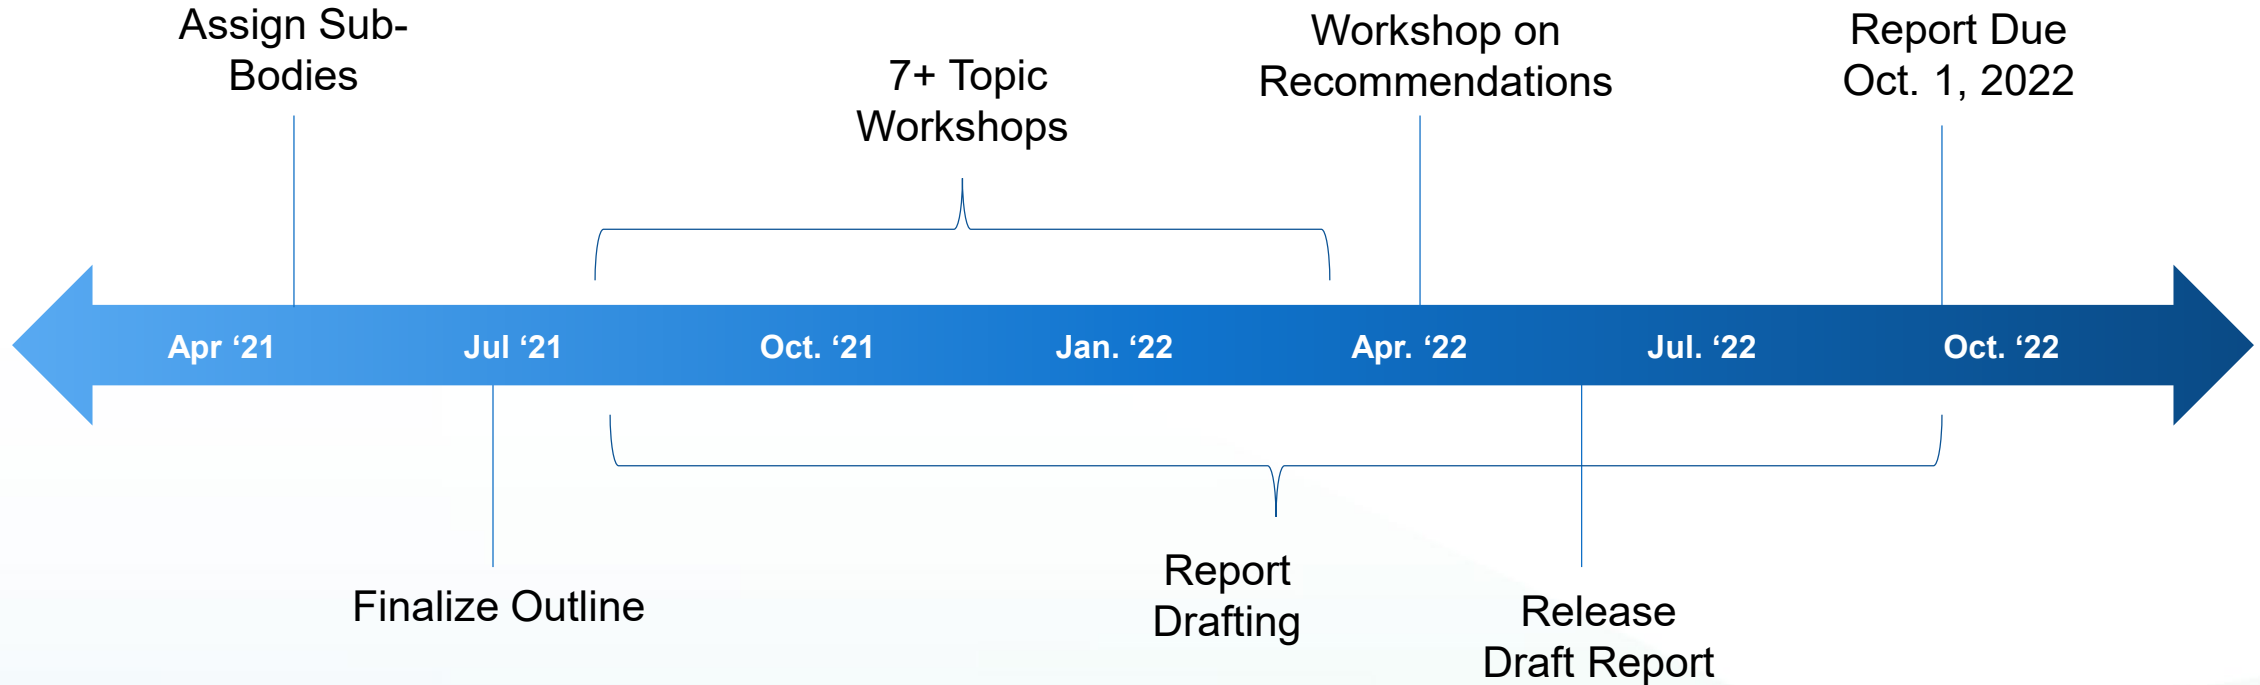 Assign Sub-
Bodies
7+ Topic
Workshops
Workshop on
Recommendations
Report Due
Oct. 1, 2022
Apr ‘21
Jul ‘21
Oct. ‘21
Jan. ‘22
Apr. ‘22
Jul. ‘22
Oct. ‘22
Finalize Outline
Report
Drafting
Release
Draft Report